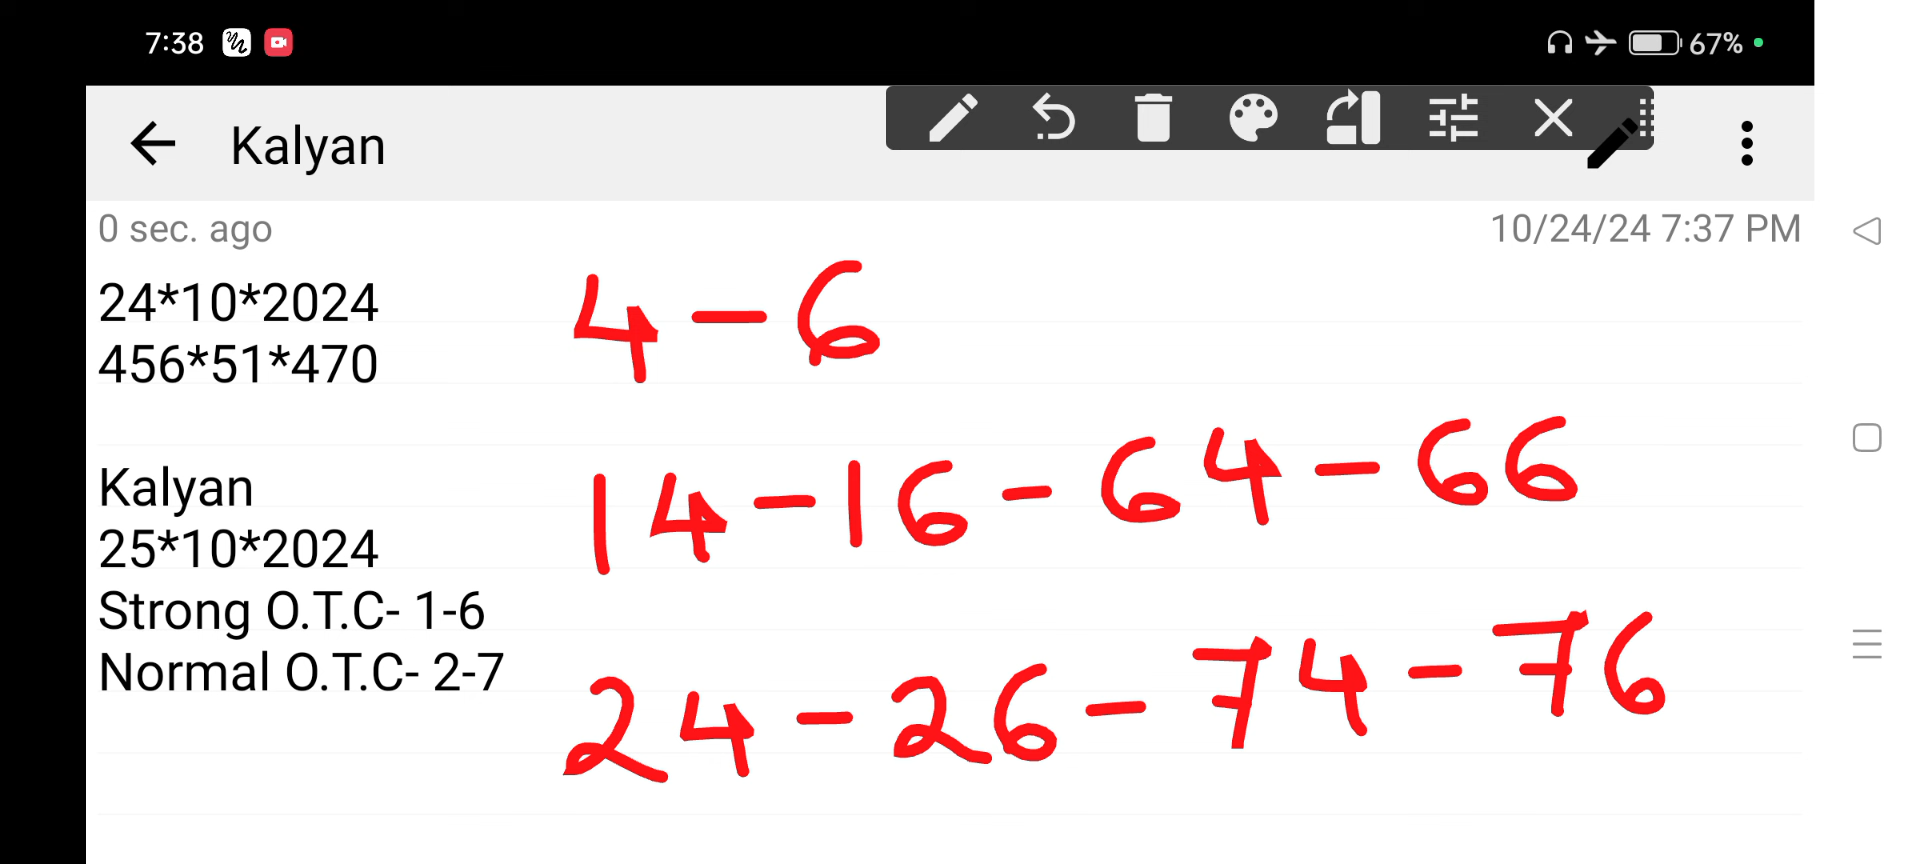 7:38 67%
Kalyan
0 sec. ago 10/24/24 7:37 PM
24*10*2024
456*51*470
4-6
Kalyan
25*10*2024
14-16-64-66
Strong O.T.C- 1-6
Normal O.T.C- 2-7
24-26-74-76